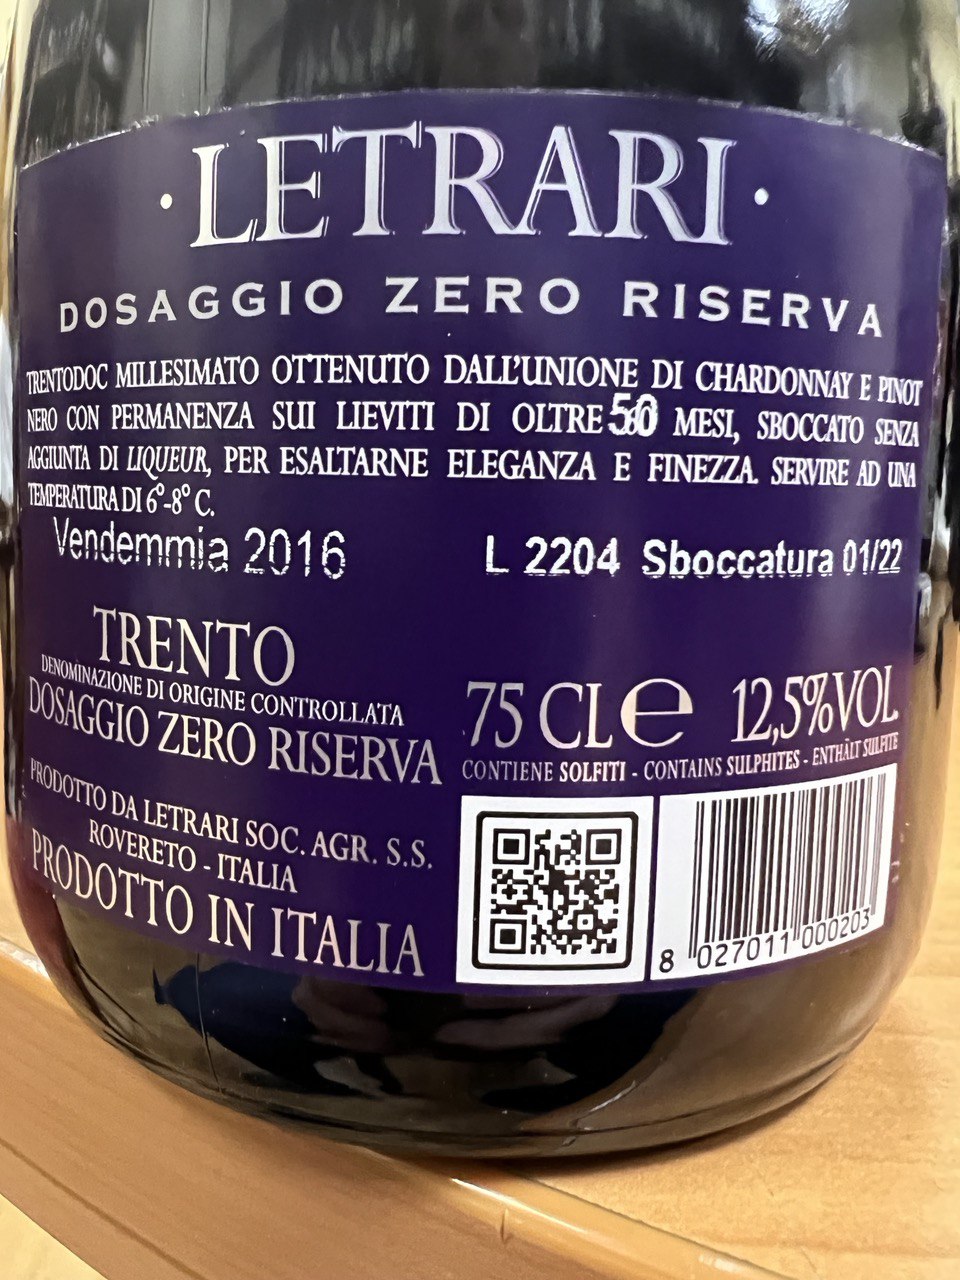 · LETRARI ·
DOSAGGIO ZERO RISERVA
TRENTODOC MILLESIMATO OTTENUTO DALL'UNIONE DI CHARDONNAY E PINOT
NERO CON PERMANENZA SUI LIEVITI DI OLTRE MESI, SBOCCATO SENZA
AGGIUNTA DI LIQUEUR, PER ESALTARNE ELEGANZA E FINEZZA. SERVIRE AD UNA
TEMPERATURA DI 6°-8° C.
Vendemmia 2016
L 2204 Sboccatura 01/22
TRENTO
DENOMINAZIONE DI ORIGINE CONTROLLATA
DOSAGGIO ZERO RISERVA
PRODOTTO DA LETRARI SOC. AGR. S.S.
ROVERETO - ITALIA
PRODOTTO IN ITALIA
75 CL e 12,5%VOL
CONTIENE SOLFITI - CONTAINS SULPHITES - ENTHÄLT SULFITE
8 027011 000203